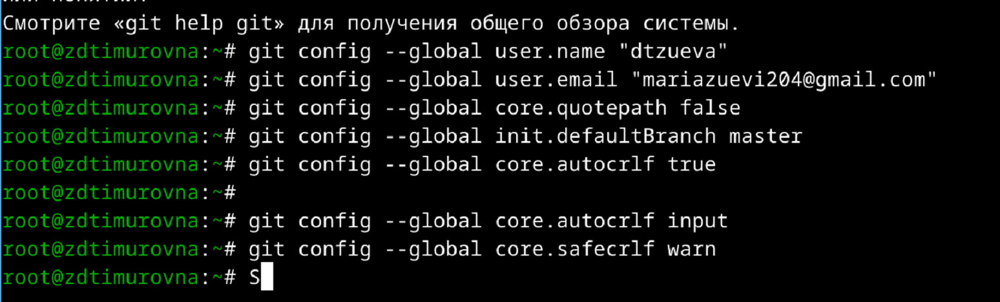 или понятии.
Смотрите «git help git» для получения общего обзора системы.
root@zdtimurovna:~# git config --global user.name "dtzueva"
root@zdtimurovna:~# git config --global user.email "mariazuevi204@gmail.com"
root@zdtimurovna:~# git config --global core.quotepath false
root@zdtimurovna:~# git config --global init.defaultBranch master
root@zdtimurovna:~# git config --global core.autocrlf true
root@zdtimurovna:~#
root@zdtimurovna:~# git config --global core.autocrlf input
root@zdtimurovna:~# git config --global core.safecrlf warn
root@zdtimurovna:~# S